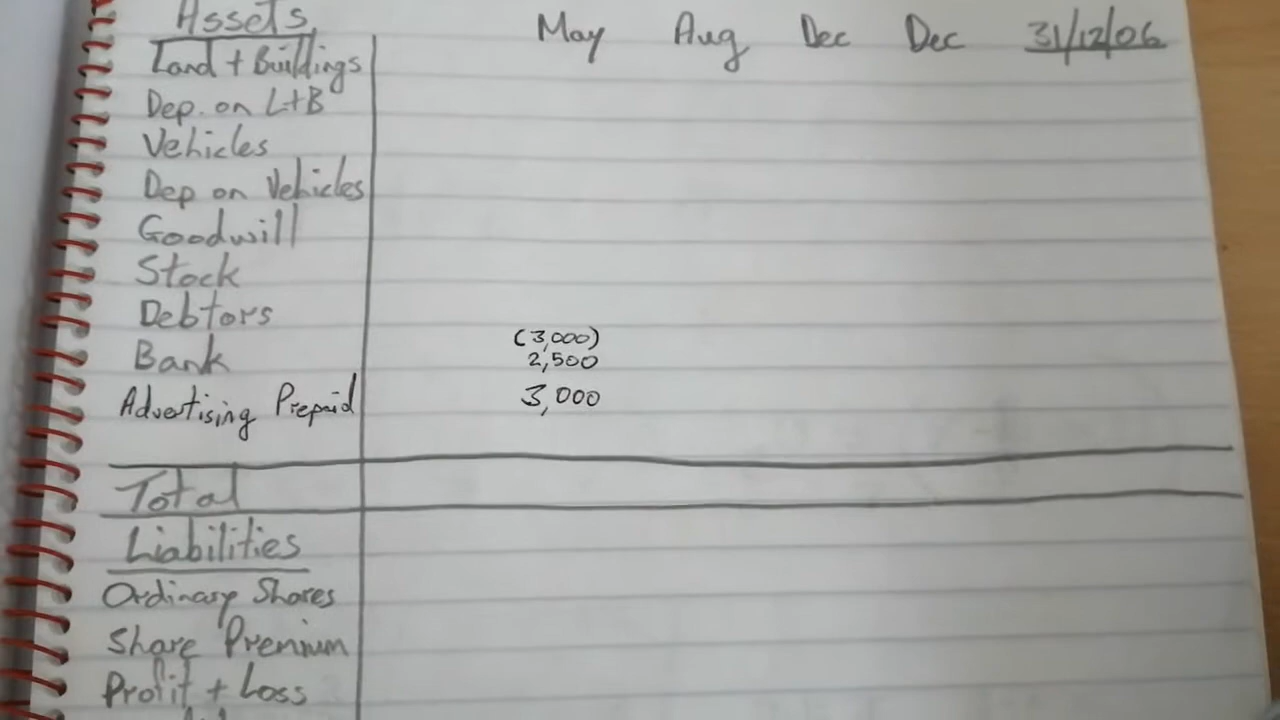 Assets May Aug Dec Dec 31/12/06
Land + Buildings
Dep. on L+B
Vehicles
Dep on Vehicles
Goodwill
Stock
Debtors
(3,000)
Bank 2,500
Advertising Prepaid 3,000
Total
Liabilities
Ordinary Shares
Share Premium
Profit + Loss